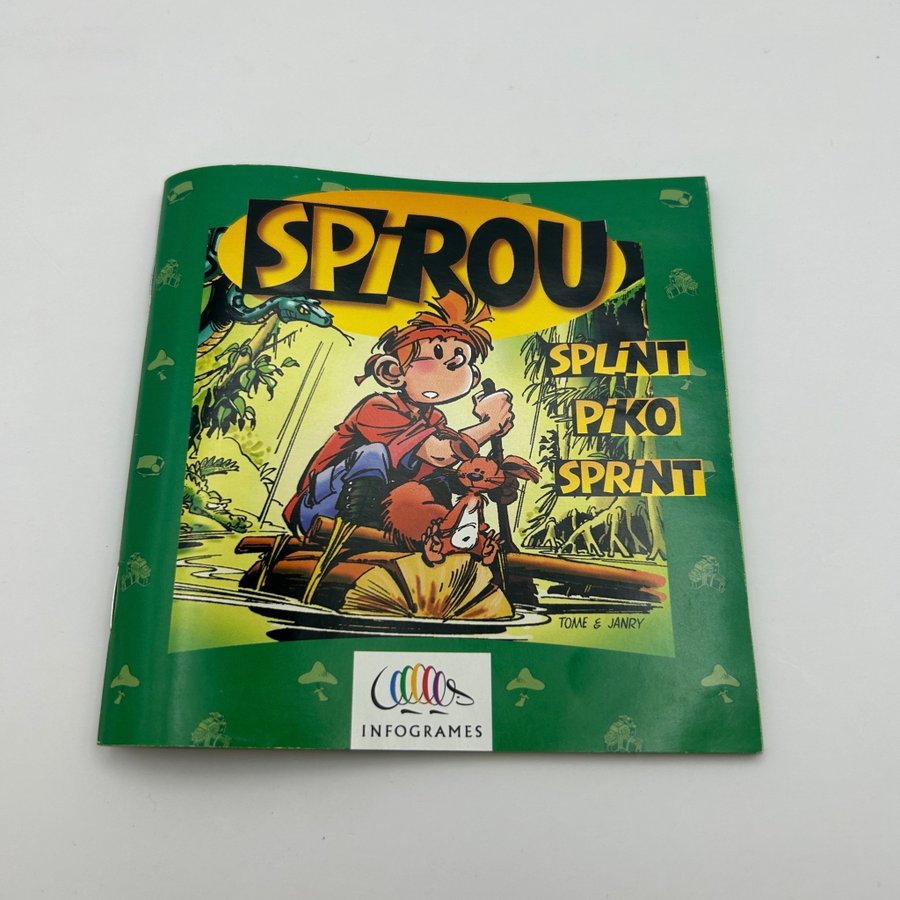 SPiROU
SPLiNT
PiKO
SPRiNT
TOME & JANRY
INFOGRAMES